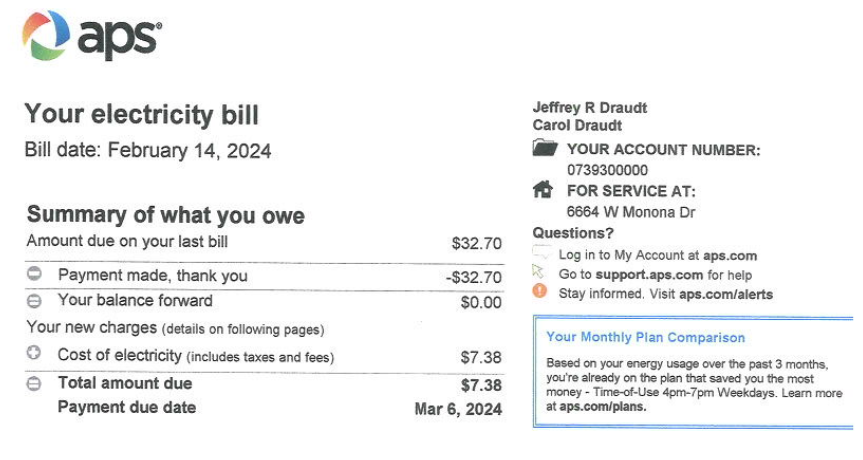 aps
Your electricity bill
Bill date: February 14, 2024
Summary of what you owe
Amount due on your last bill $32.70
Payment made, thank you -$32.70
Your balance forward $0.00
Your new charges (details on following pages)
Cost of electricity (includes taxes and fees) $7.38
Total amount due $7.38
Payment due date Mar 6, 2024
Jeffrey R Draudt
Carol Draudt
YOUR ACCOUNT NUMBER:
0739300000
FOR SERVICE AT:
6664 W Monona Dr
Questions?
Log in to My Account at aps.com
Go to support.aps.com for help
Stay informed. Visit aps.com/alerts
Your Monthly Plan Comparison
Based on your energy usage over the past 3 months,
you're already on the plan that saved you the most
money - Time-of-Use 4pm-7pm Weekdays. Learn more
at aps.com/plans.